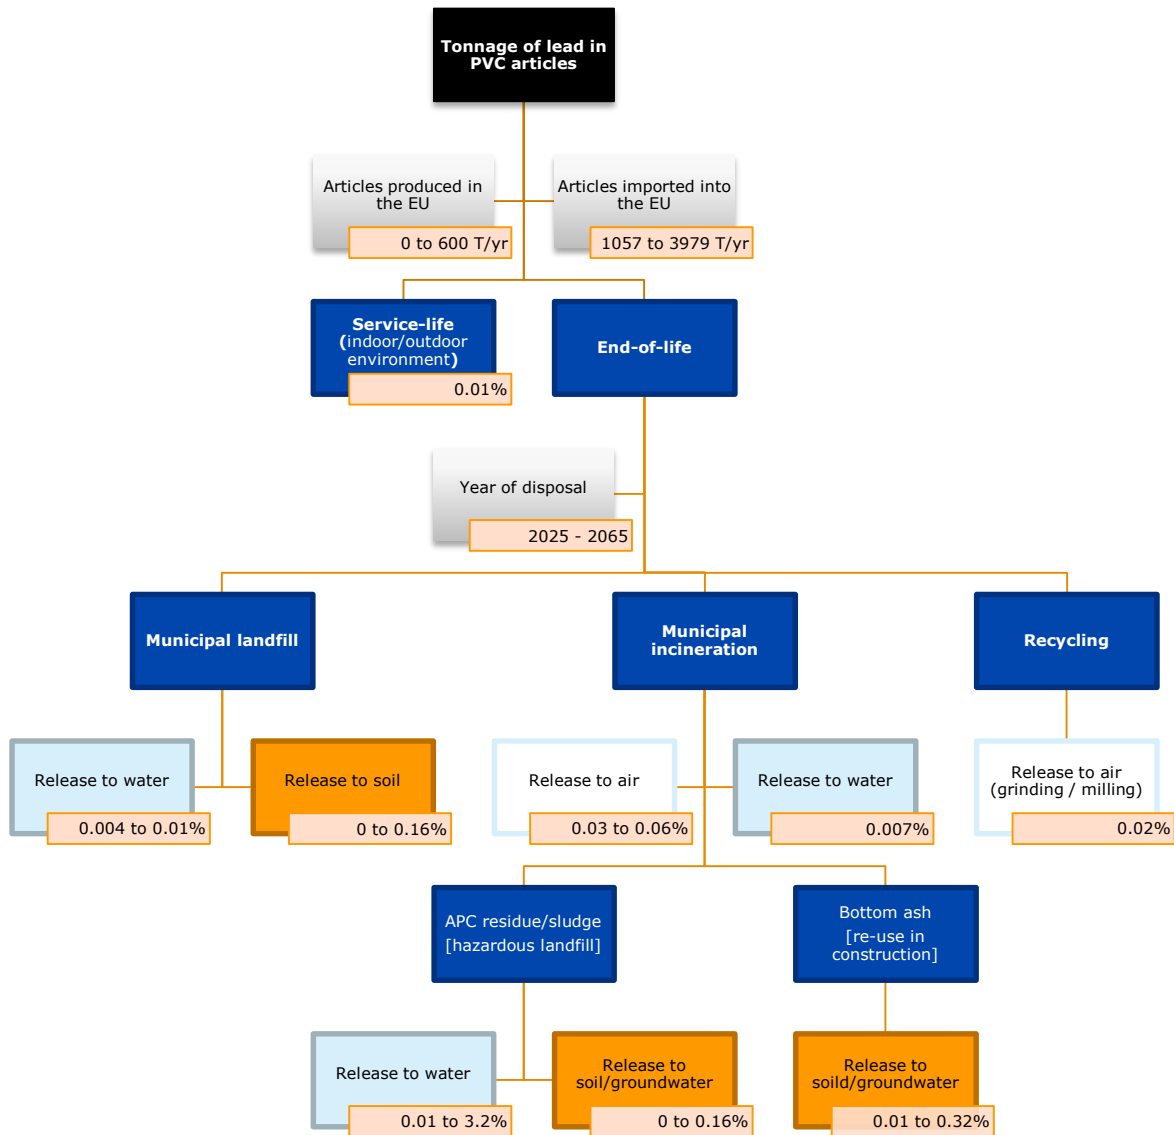 Tonnage of lead in
PVC articles
Articles produced in
the EU
0 to 600 T/yr
Articles imported into
the EU
1057 to 3979 T/yr
Service-life
(indoor/outdoor
environment)
0.01%
End-of-life
Year of disposal
2025 - 2065
Municipal landfill
Municipal
incineration
Recycling
Release to water
0.004 to 0.01%
Release to soil
0 to 0.16%
Release to air
0.03 to 0.06%
Release to water
0.007%
Release to air
(grinding / milling)
0.02%
APC residue/sludge
[hazardous landfill]
Bottom ash
[re-use in
construction]
Release to water
0.01 to 3.2%
Release to
soil/groundwater
0 to 0.16%
Release to
soild/groundwater
0.01 to 0.32%